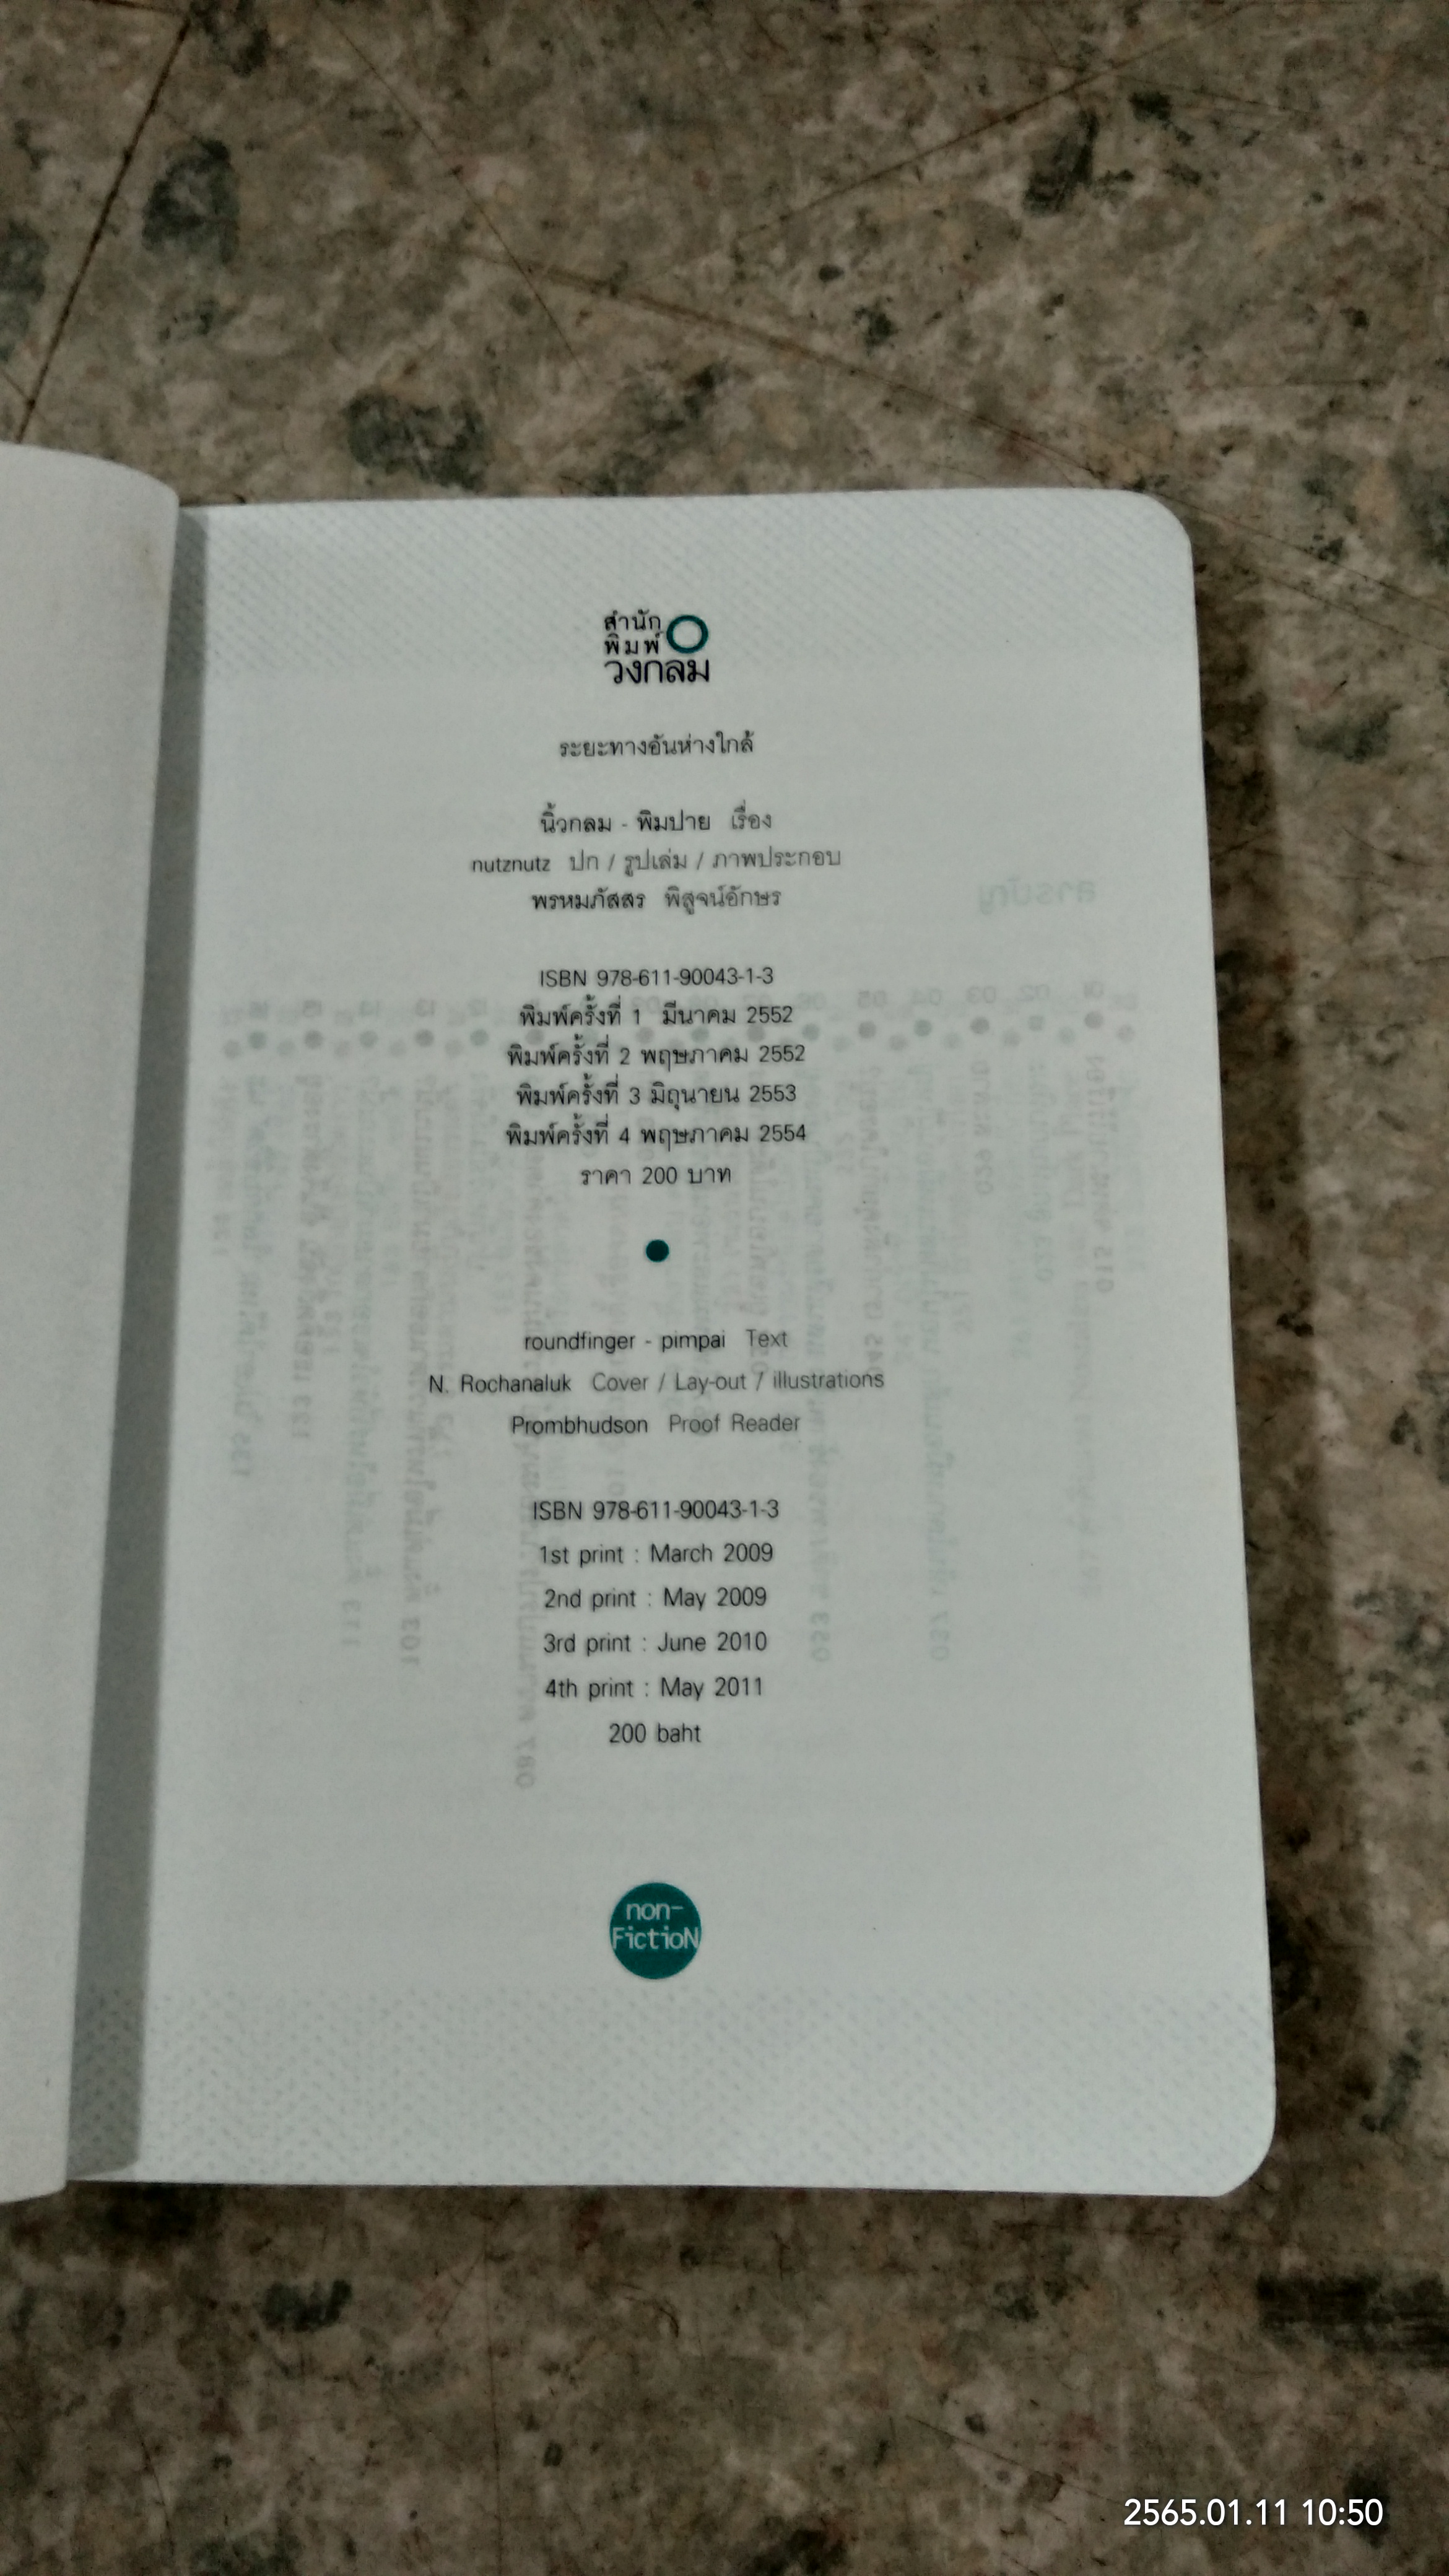 สำนัก
พิมพ์
วงกลม
ระยะทางอันห่างใกล้
นิ้วกลม - พิมปาย เรื่อง
nutznutz ปก / รูปเล่ม / ภาพประกอบ
พรหมภัสสร พิสูจน์อักษร
ISBN 978-611-90043-1-3
พิมพ์ครั้งที่ 1 มีนาคม 2552
พิมพ์ครั้งที่ 2 พฤษภาคม 2552
พิมพ์ครั้งที่ 3 มิถุนายน 2553
พิมพ์ครั้งที่ 4 พฤษภาคม 2554
ราคา 200 บาท
roundfinger - pimpai Text
N. Rochanaluk Cover / Lay-out / illustrations
Prombhudson Proof Reader
ISBN 978-611-90043-1-3
1st print : March 2009
2nd print : May 2009
3rd print : June 2010
4th print : May 2011
200 baht
non-
FictioN
2565.01.11 10:50